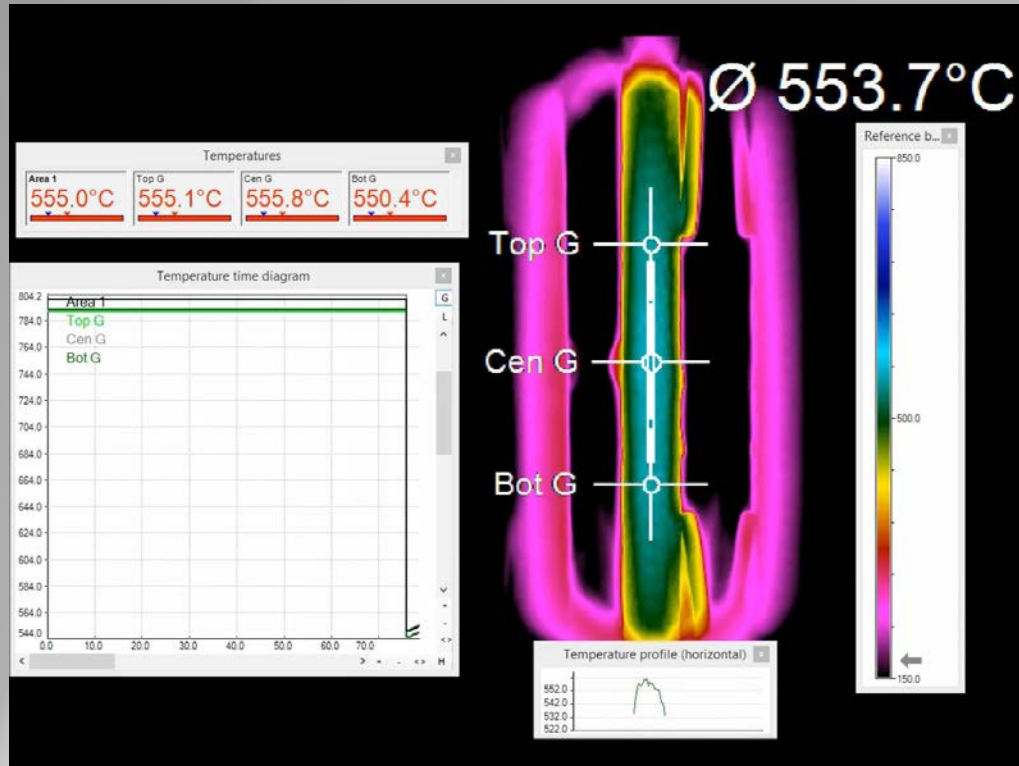 Ø 553.7°C
Temperatures
Area 1 Top G Cen G Bot G
555.0°C 555.1°C 555.8°C 550.4°C
Reference b...
850.0
500.0
150.0
Top G
Cen G
Bot G
Temperature time diagram
G
L
804.2
784.0
764.0
744.0
724.0
704.0
684.0
664.0
644.0
624.0
604.0
584.0
564.0
544.0
Area 1
Top G
Cen G
Bot G
0.0 10.0 20.0 30.0 40.0 50.0 60.0 70.0
M
Temperature profile (horizontal)
552.0
542.0
532.0
522.0